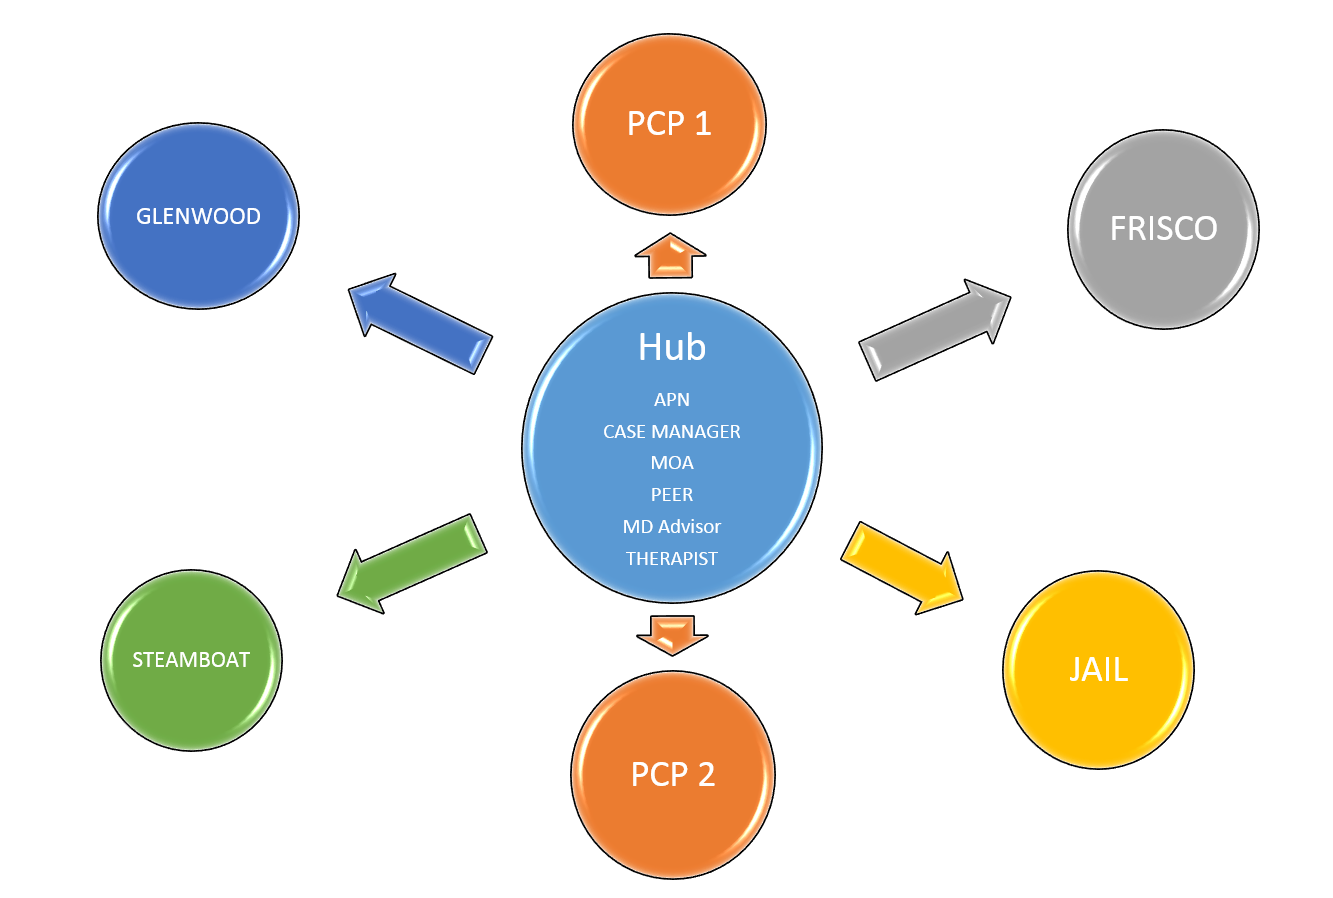 PCP 1
GLENWOOD
FRISCO
Hub
APN
CASE MANAGER
MOA
PEER
MD Advisor
THERAPIST
STEAMBOAT
JAIL
PCP 2